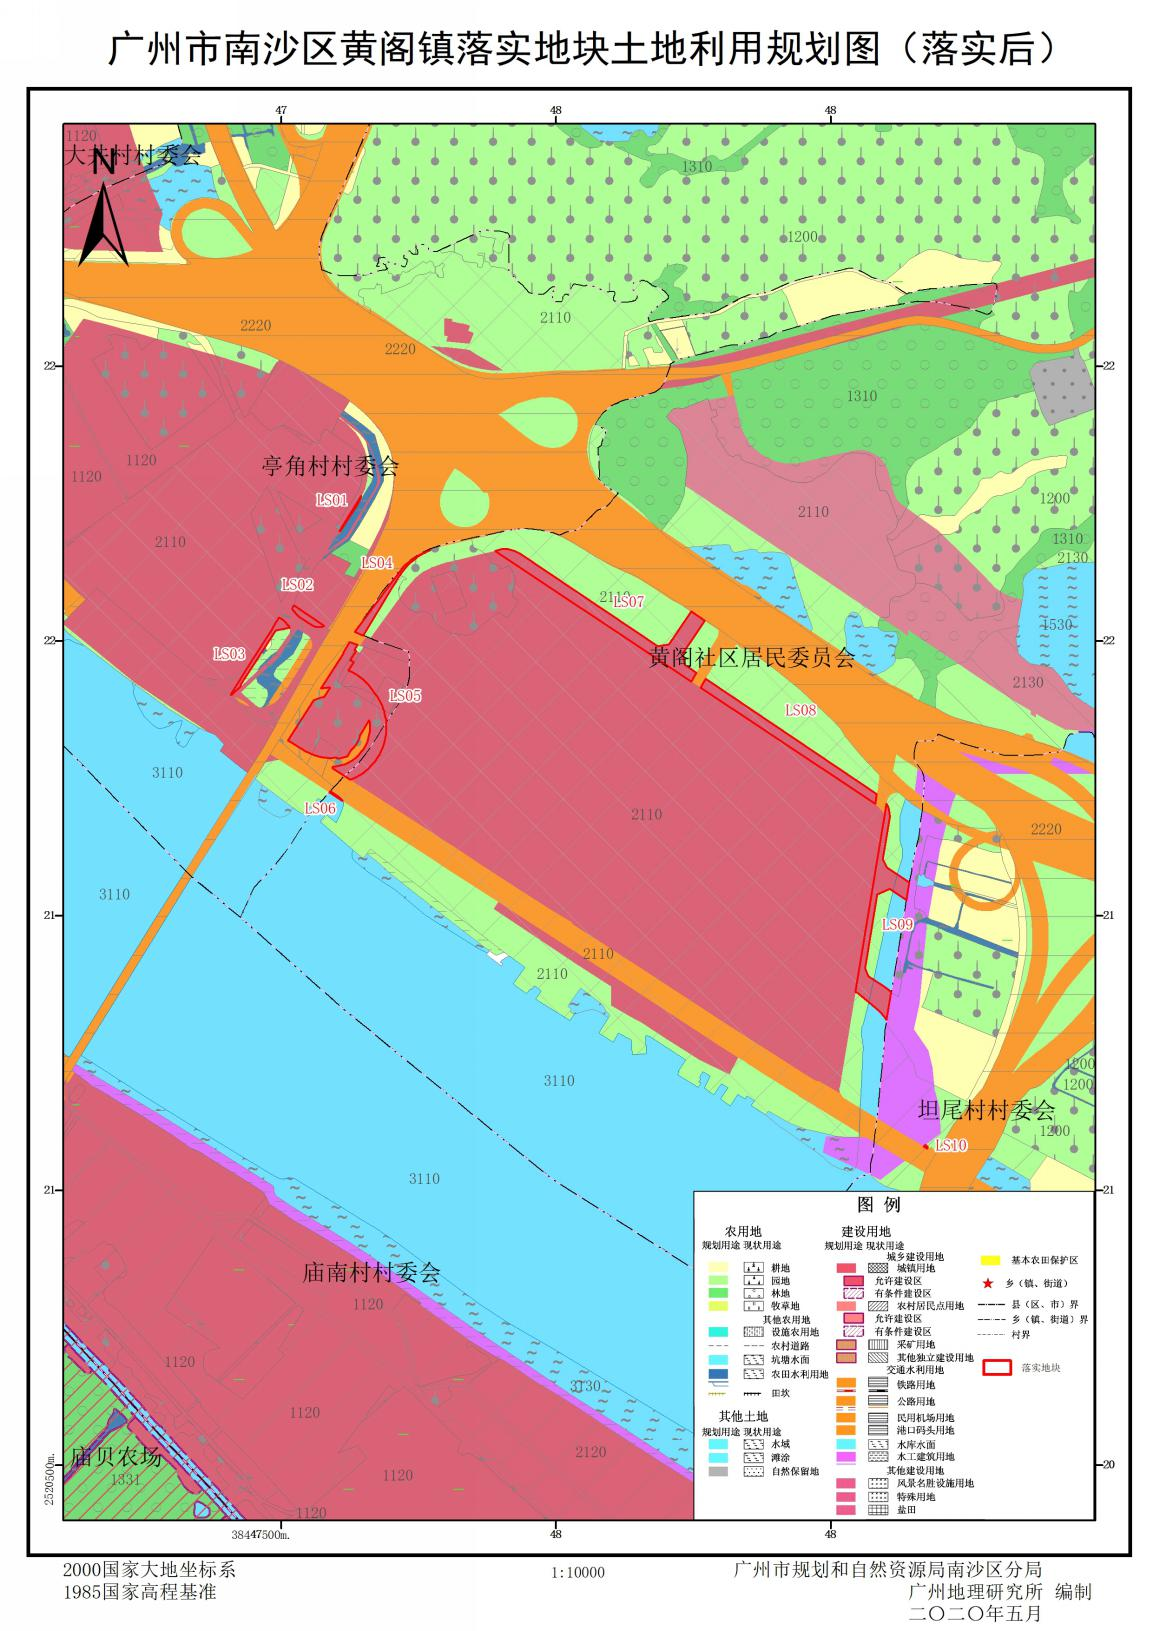 广州市南沙区黄阁镇落实地块土地利用规划图（落实后）
47
48
48
1120
大井村村委会
N
1310
1200
2110
2220
2220
22
22
1310
亭角村村委会
1120
1120
LS01
1200
2110
2110
1310
2130
LS04
LS02
2110
LS07
1530
22
22
LS03
黄阁社区居民委员会
2130
LS05
LS08
3110
LS06
2110
2220
3110
21
21
LS09
2110
2110
3110
1200
1200
坦尾村村委会
1200
LS10
3110
21
21
庙南村村委会
1120
1120
3130
1120
2120
庙贝农场
1331
1120
1120
20
2520500m.
38447500m.
48
48
图 例
农用地
规划用途 现状用途
耕地
园地
林地
牧草地
其他农用地
设施农用地
农村道路
坑塘水面
农田水利用地
田坎
其他土地
规划用途 现状用途
水域
滩涂
自然保留地
建设用地
规划用途 现状用途
城乡建设用地
城镇用地
允许建设区
有条件建设区
农村居民点用地
允许建设区
有条件建设区
采矿用地
其他独立建设用地
交通水利用地
铁路用地
公路用地
民用机场用地
港口码头用地
水库水面
水工建筑用地
其他建设用地
风景名胜设施用地
特殊用地
盐田
基本农田保护区
乡（镇、街道）
县（区、市）界
乡（镇、街道）界
村界
落实地块
2000国家大地坐标系
1985国家高程基准
1:10000
广州市规划和自然资源局南沙区分局
广州地理研究所 编制
二〇二〇年五月